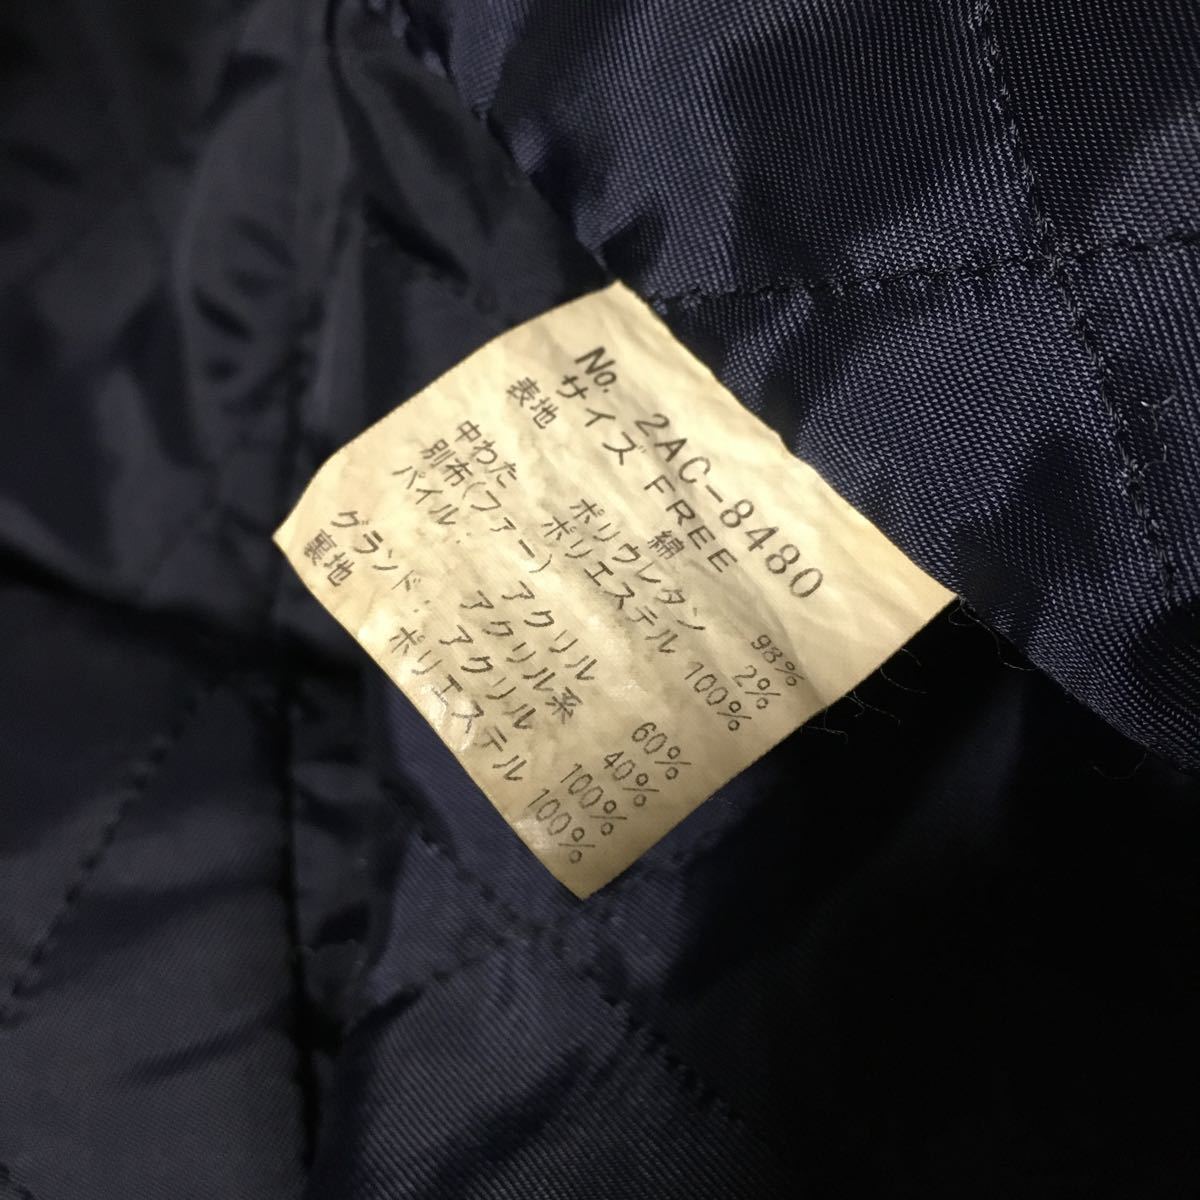 No. 2AC-8480
サイズ FREE
表地 綿 98%
ポリウレタン 2%
中わた ポリエステル 100%
別布(ファー)
パイル: アクリル 60%
アクリル系 40%
グランド: アクリル 100%
裏地 ポリエステル 100%